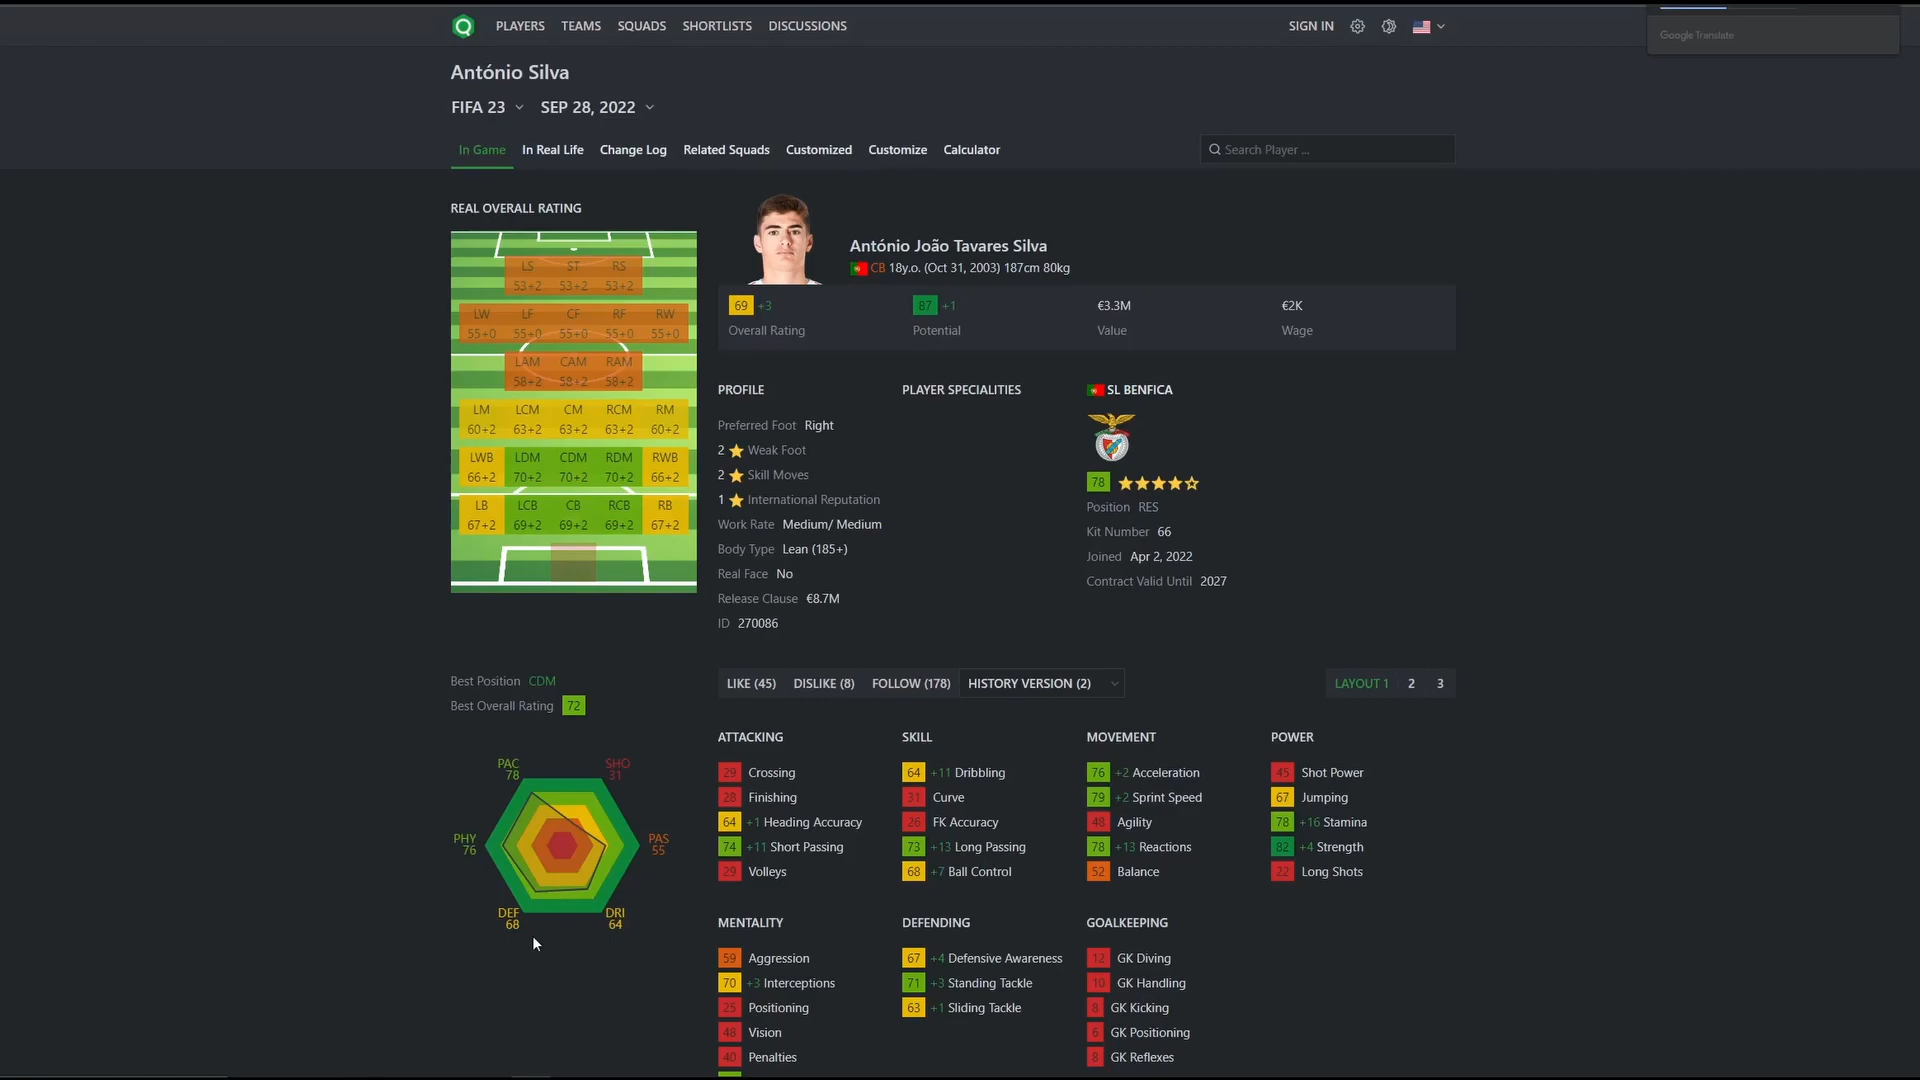 PLAYERS TEAMS SQUADS SHORTLISTS DISCUSSIONS SIGN IN
Google Translate
António Silva
FIFA 23 SEP 28, 2022
In Game In Real Life Change Log Related Squads Customized Customize Calculator Search Player ...
REAL OVERALL RATING
LS ST RS
53+2 53+2 53+2
LW LF CF RF RW
55+0 55+0 55+0 55+0 55+0
LAM CAM RAM
58+2 58+2 58+2
LM LCM CM RCM RM
60+2 63+2 63+2 63+2 60+2
LWB LDM CDM RDM RWB
66+2 70+2 70+2 70+2 66+2
LB LCB CB RCB RB
67+2 69+2 69+2 69+2 67+2
António João Tavares Silva
CB 18y.o. (Oct 31, 2003) 187cm 80kg
69 +3 87 +1 €3.3M €2K
Overall Rating Potential Value Wage
PROFILE
Preferred Foot Right
2 Weak Foot
2 Skill Moves
1 International Reputation
Work Rate Medium/ Medium
Body Type Lean (185+)
Real Face No
Release Clause €8.7M
ID 270086
PLAYER SPECIALITIES
SL BENFICA
78
Position RES
Kit Number 66
Joined Apr 2, 2022
Contract Valid Until 2027
Best Position CDM
Best Overall Rating 72
PAC 78
SHO 31
PHY 76
PAS 55
DEF 68
DRI 64
LIKE (45) DISLIKE (8) FOLLOW (178) HISTORY VERSION (2) LAYOUT 1 2 3
ATTACKING
29 Crossing
28 Finishing
64 +1 Heading Accuracy
74 +11 Short Passing
29 Volleys
SKILL
64 +11 Dribbling
31 Curve
26 FK Accuracy
73 +13 Long Passing
68 +7 Ball Control
MOVEMENT
76 +2 Acceleration
79 +2 Sprint Speed
48 Agility
78 +13 Reactions
52 Balance
POWER
45 Shot Power
67 Jumping
78 +16 Stamina
82 +4 Strength
22 Long Shots
MENTALITY
59 Aggression
70 +3 Interceptions
25 Positioning
48 Vision
40 Penalties
DEFENDING
67 +4 Defensive Awareness
71 +3 Standing Tackle
63 +1 Sliding Tackle
GOALKEEPING
12 GK Diving
10 GK Handling
8 GK Kicking
6 GK Positioning
8 GK Reflexes